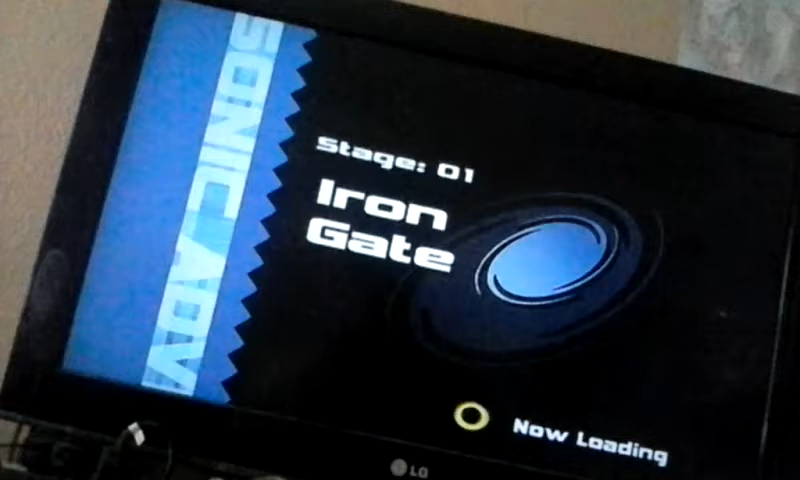 SONIC ADV
Stage: 01
Iron
Gate
Now Loading
LG